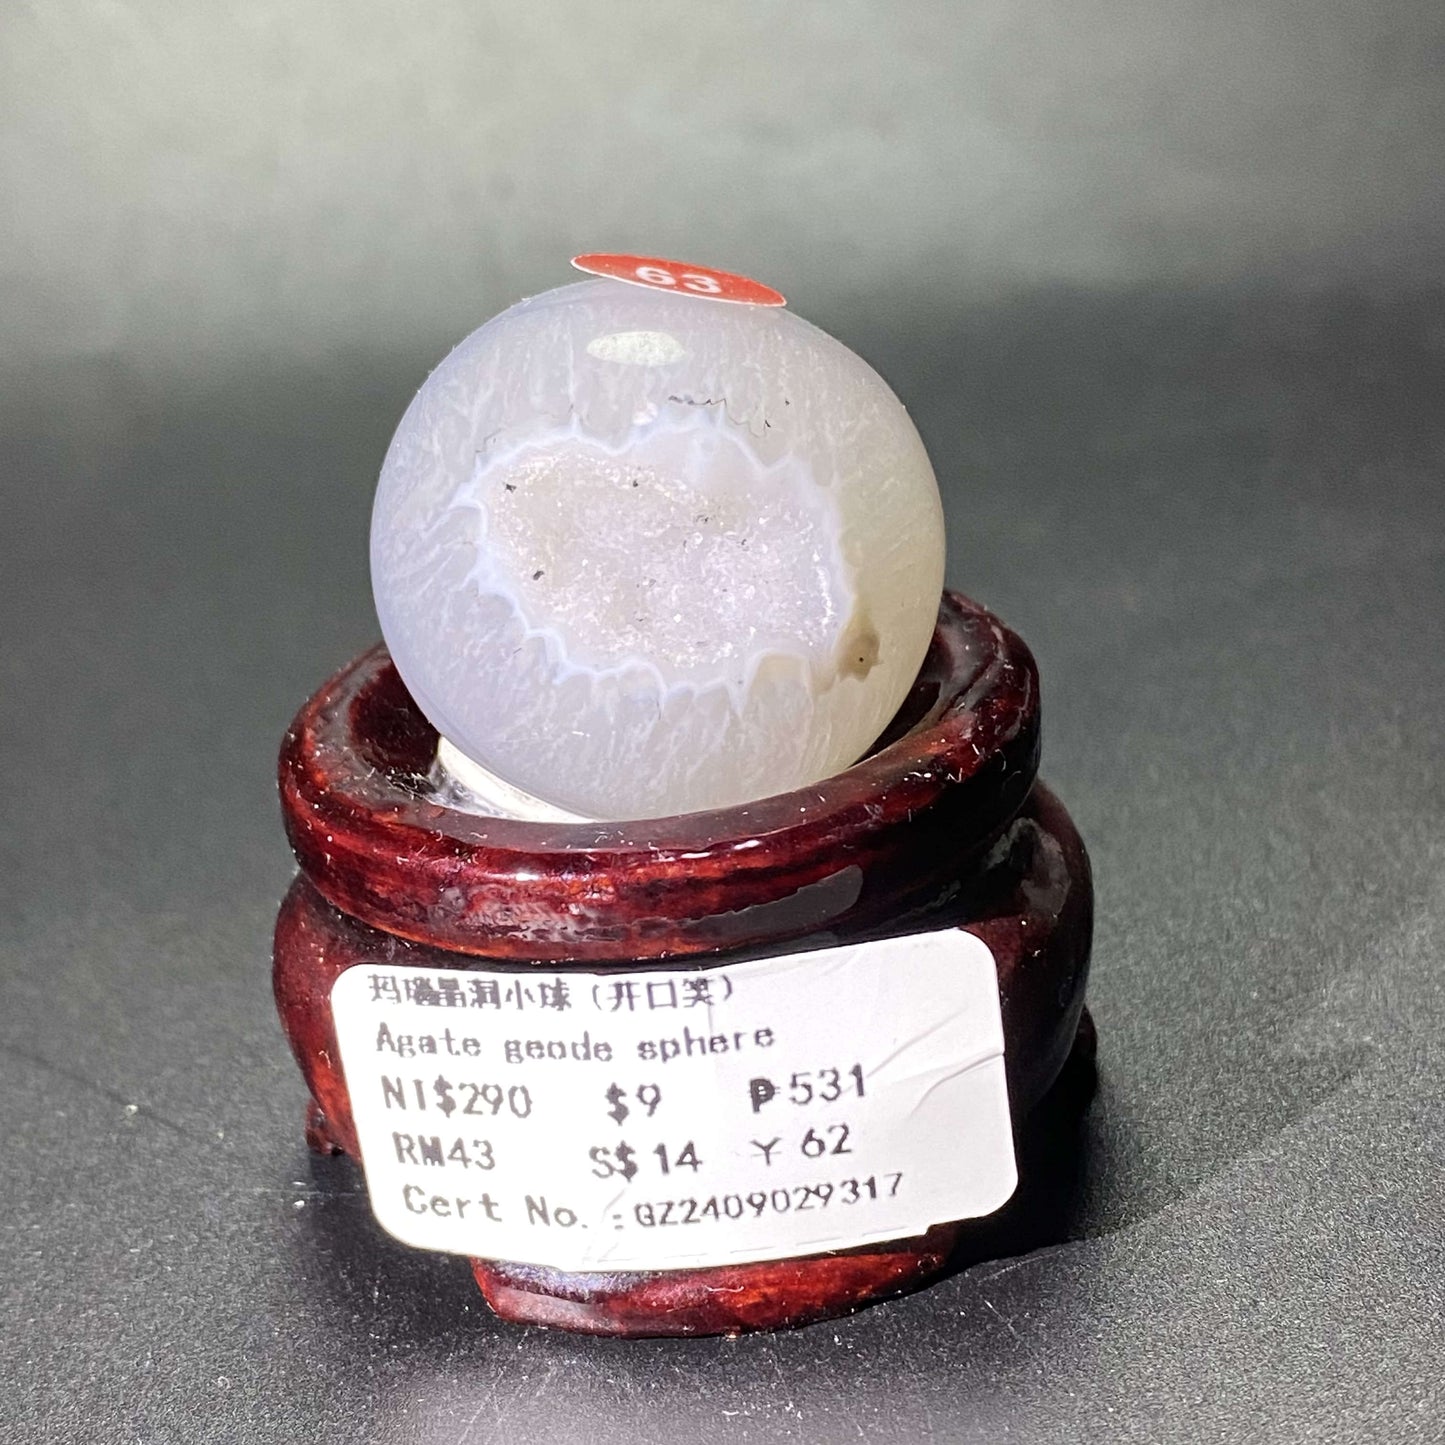 63
玛瑙晶洞小球（开口笑）
Agate geode sphere
NT$290 $9 ₱531
RM43 S$14 ¥62
Cert No.:GZ2409029317